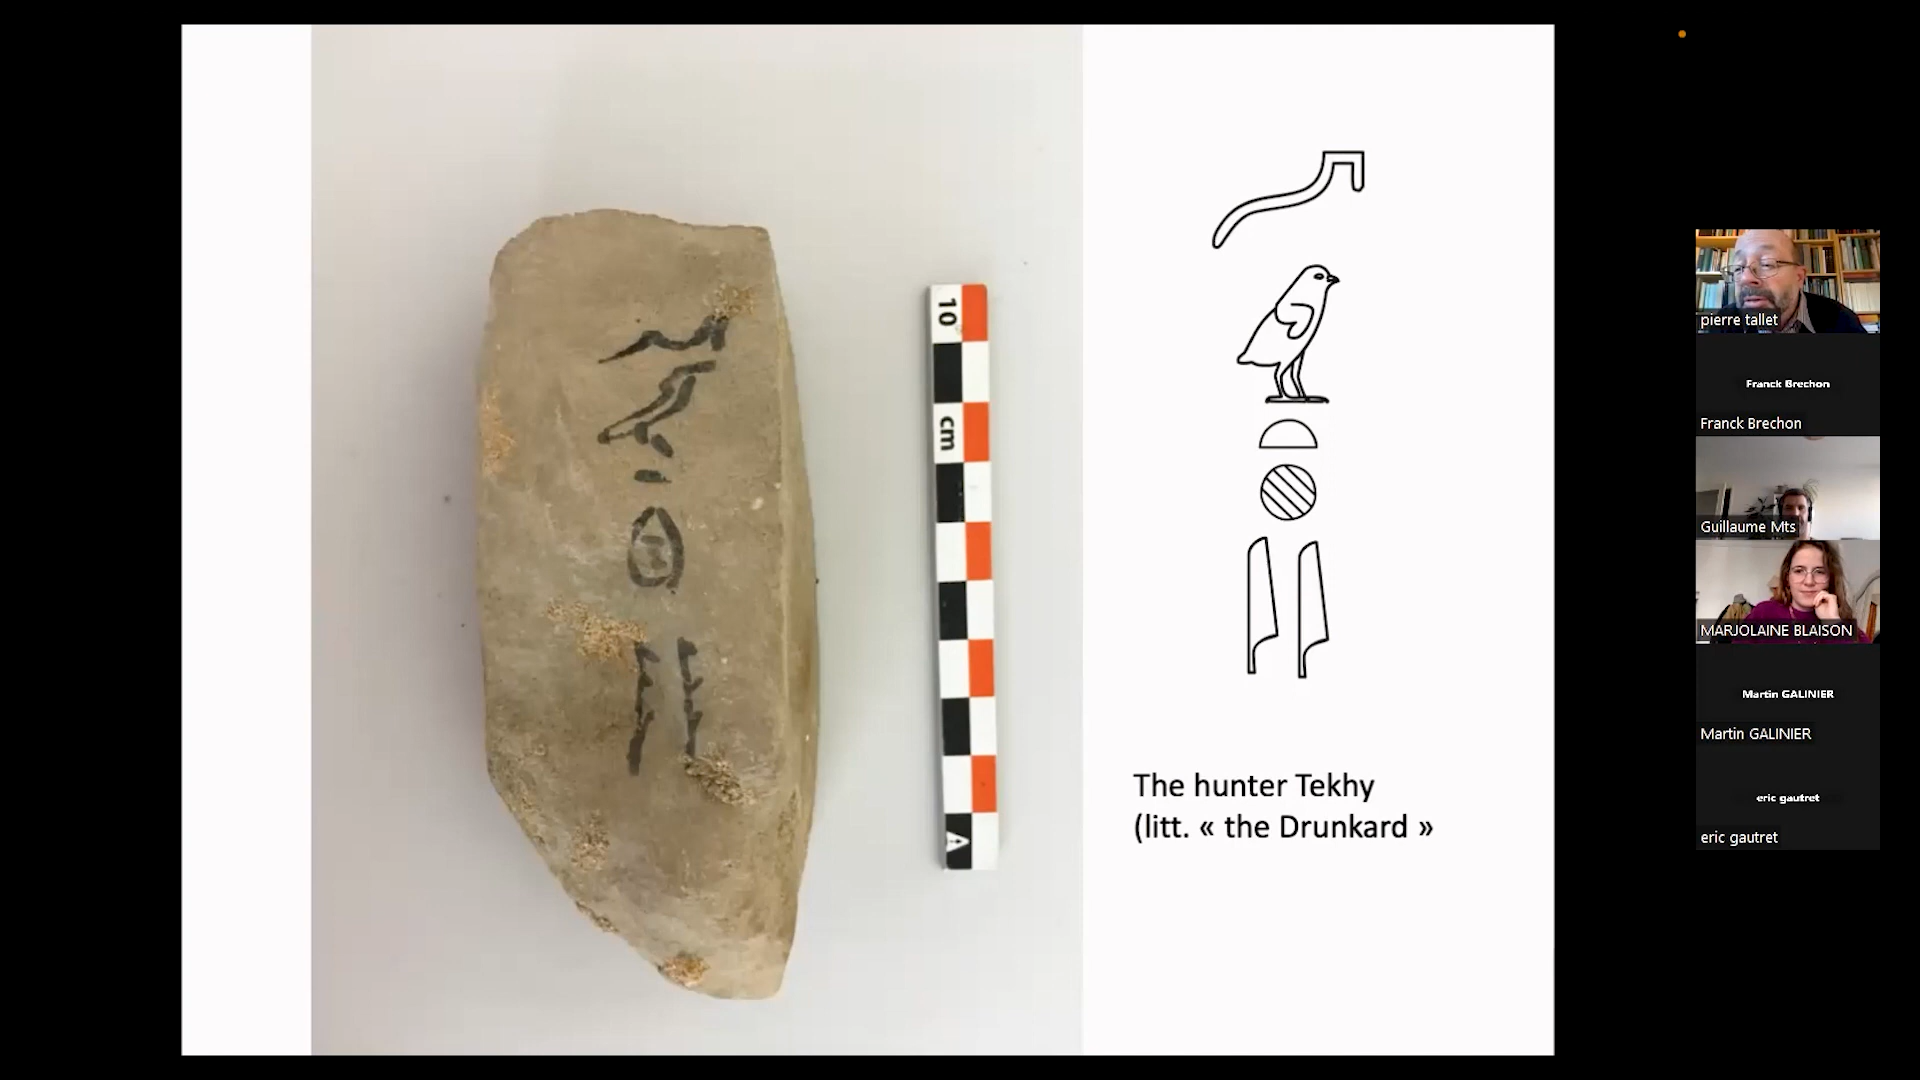 10
cm
A
𓌙
𓅱
𓏏
𓐍
𓇋𓇋
The hunter Tekhy
(litt. « the Drunkard »
pierre tallet
Franck Brechon
Franck Brechon
Guillaume Mts
MARJOLAINE BLAISON
Martin GALINIER
Martin GALINIER
eric gautret
eric gautret